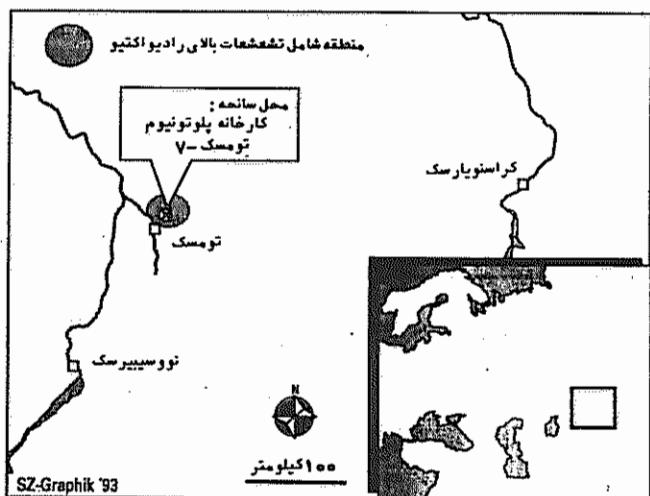 منطقه شامل تشعشعات بالای رادیو اکتیو
محل سانحه :
کارخانه پلوتونیوم
تومسک -۷
کراسنویارسک
تومسک
نووسیبیرسک
N
۱۰۰ کیلومتر
SZ-Graphik '93